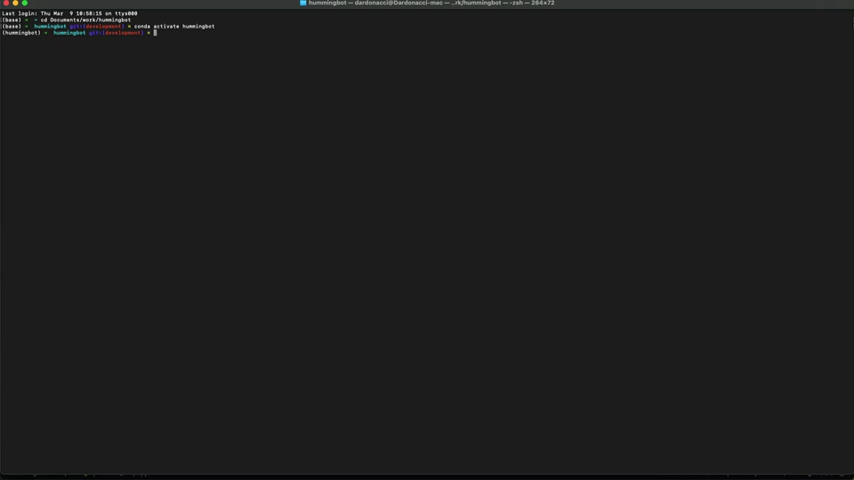 hummingbot — dardonacci@Dardonacci-mac — ..rk/hummingbot — -zsh — 264×72
Last login: Thu Mar  9 10:58:15 on ttys000
(base) ➜  ~ cd Documents/work/hummingbot
(base) ➜  hummingbot git:(development) ✗ conda activate hummingbot
(hummingbot) ➜  hummingbot git:(development) ✗